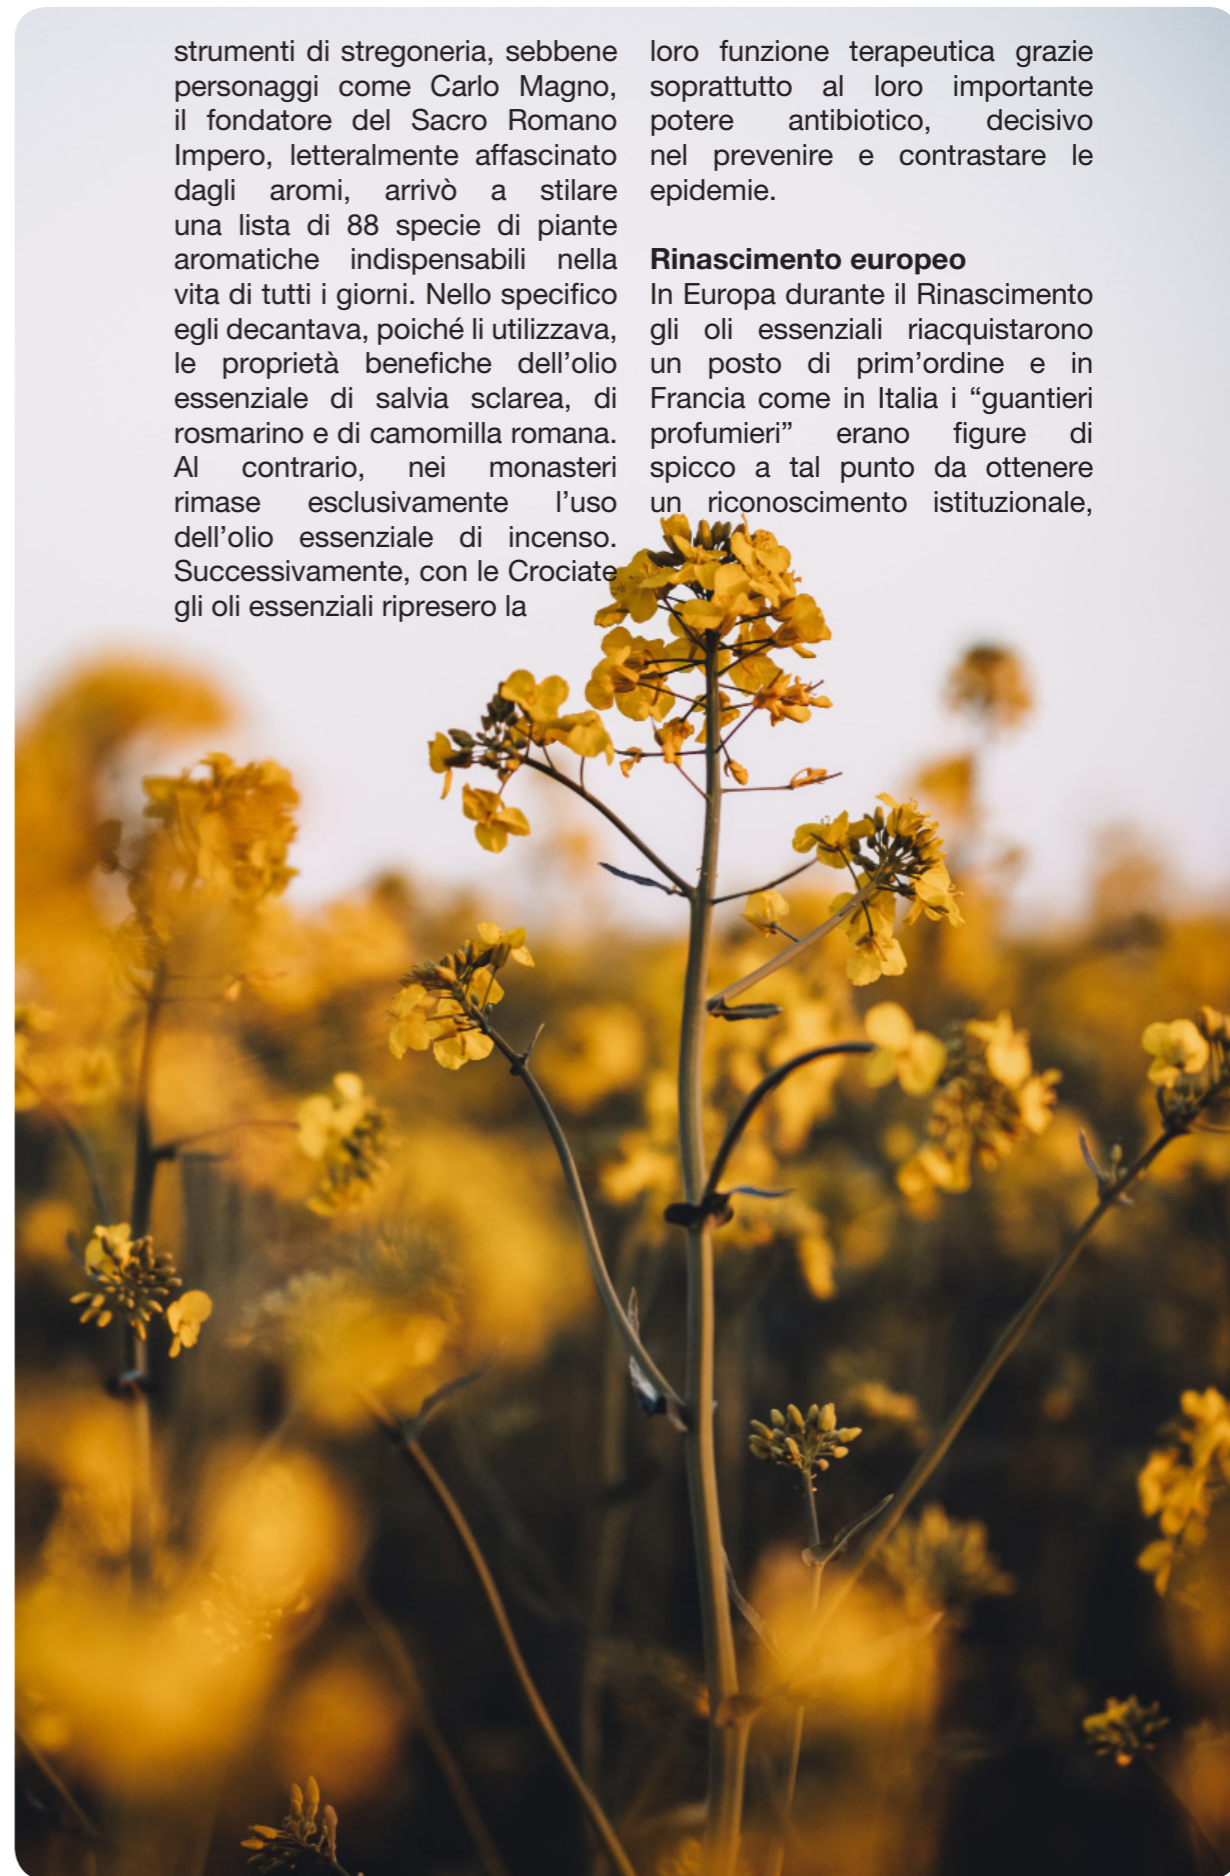 strumenti di stregoneria, sebbene
personaggi come Carlo Magno,
il fondatore del Sacro Romano
Impero, letteralmente affascinato
dagli aromi, arrivò a stilare
una lista di 88 specie di piante
aromatiche indispensabili nella
vita di tutti i giorni. Nello specifico
egli decantava, poiché li utilizzava,
le proprietà benefiche dell’olio
essenziale di salvia sclarea, di
rosmarino e di camomilla romana.
Al contrario, nei monasteri
rimase esclusivamente l’uso
dell’olio essenziale di incenso.
Successivamente, con le Crociate
gli oli essenziali ripresero la
loro funzione terapeutica grazie
soprattutto al loro importante
potere antibiotico, decisivo
nel prevenire e contrastare le
epidemie.
Rinascimento europeo
In Europa durante il Rinascimento
gli oli essenziali riacquistarono
un posto di prim’ordine e in
Francia come in Italia i “guantieri
profumieri” erano figure di
spicco a tal punto da ottenere
un riconoscimento istituzionale,